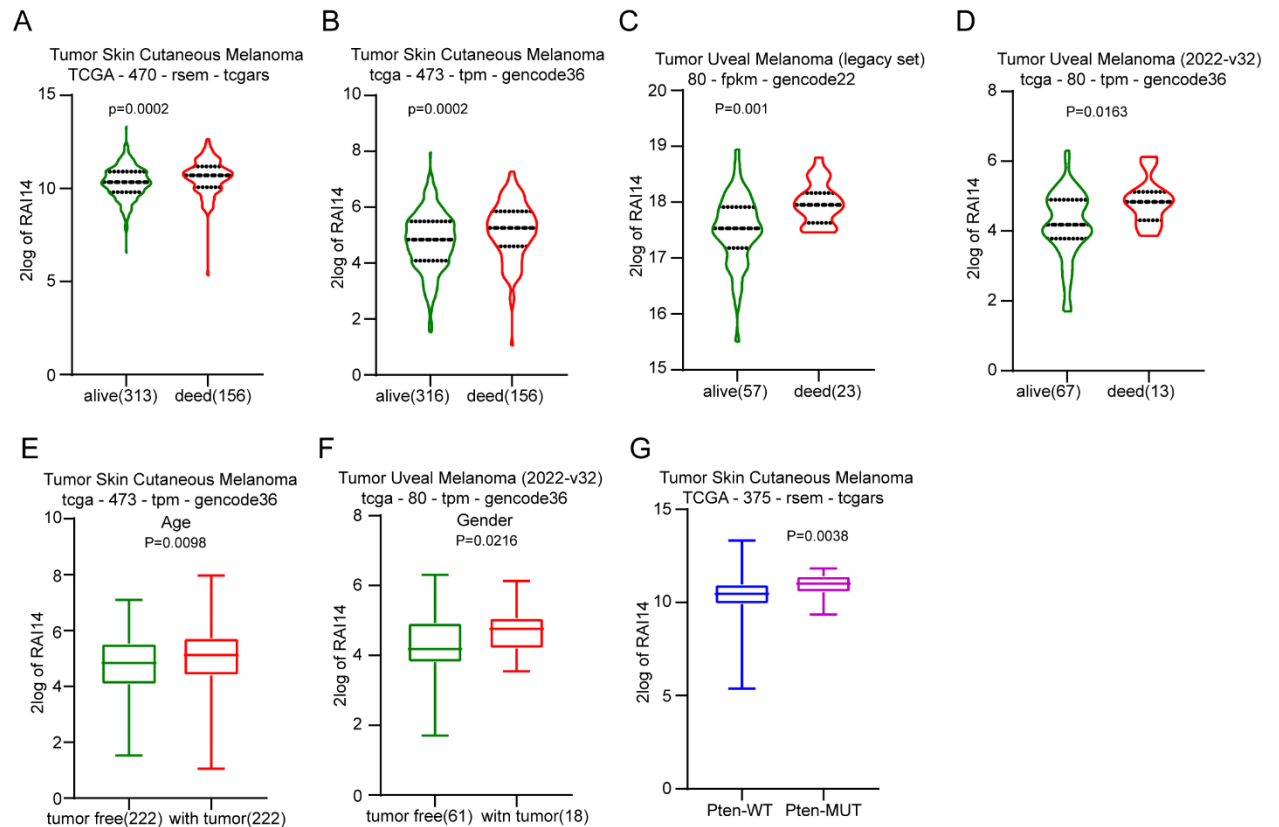 A
Tumor Skin Cutaneous Melanoma
TCGA - 470 - rsem - tcgars
p=0.0002
2log of RAI14
15
10
5
0
alive(313)
deed(156)
B
Tumor Skin Cutaneous Melanoma
tcga - 473 - tpm - gencode36
p=0.0002
2log of RAI14
10
8
6
4
2
0
alive(316)
deed(156)
C
Tumor Uveal Melanoma (legacy set)
80 - fpkm - gencode22
P=0.001
2log of RAI14
20
19
18
17
16
15
alive(57)
deed(23)
D
Tumor Uveal Melanoma (2022-v32)
tcga - 80 - tpm - gencode36
P=0.0163
2log of RAI14
8
6
4
2
0
alive(67)
deed(13)
E
Tumor Skin Cutaneous Melanoma
tcga - 473 - tpm - gencode36
Age
P=0.0098
2log of RAI14
10
8
6
4
2
0
tumor free(222)
with tumor(222)
F
Tumor Uveal Melanoma (2022-v32)
tcga - 80 - tpm - gencode36
Gender
P=0.0216
2log of RAI14
8
6
4
2
0
tumor free(61)
witn tumor(18)
G
Tumor Skin Cutaneous Melanoma
TCGA - 375 - rsem - tcgars
P=0.0038
2log of RAI14
15
10
5
0
Pten-WT
Pten-MUT